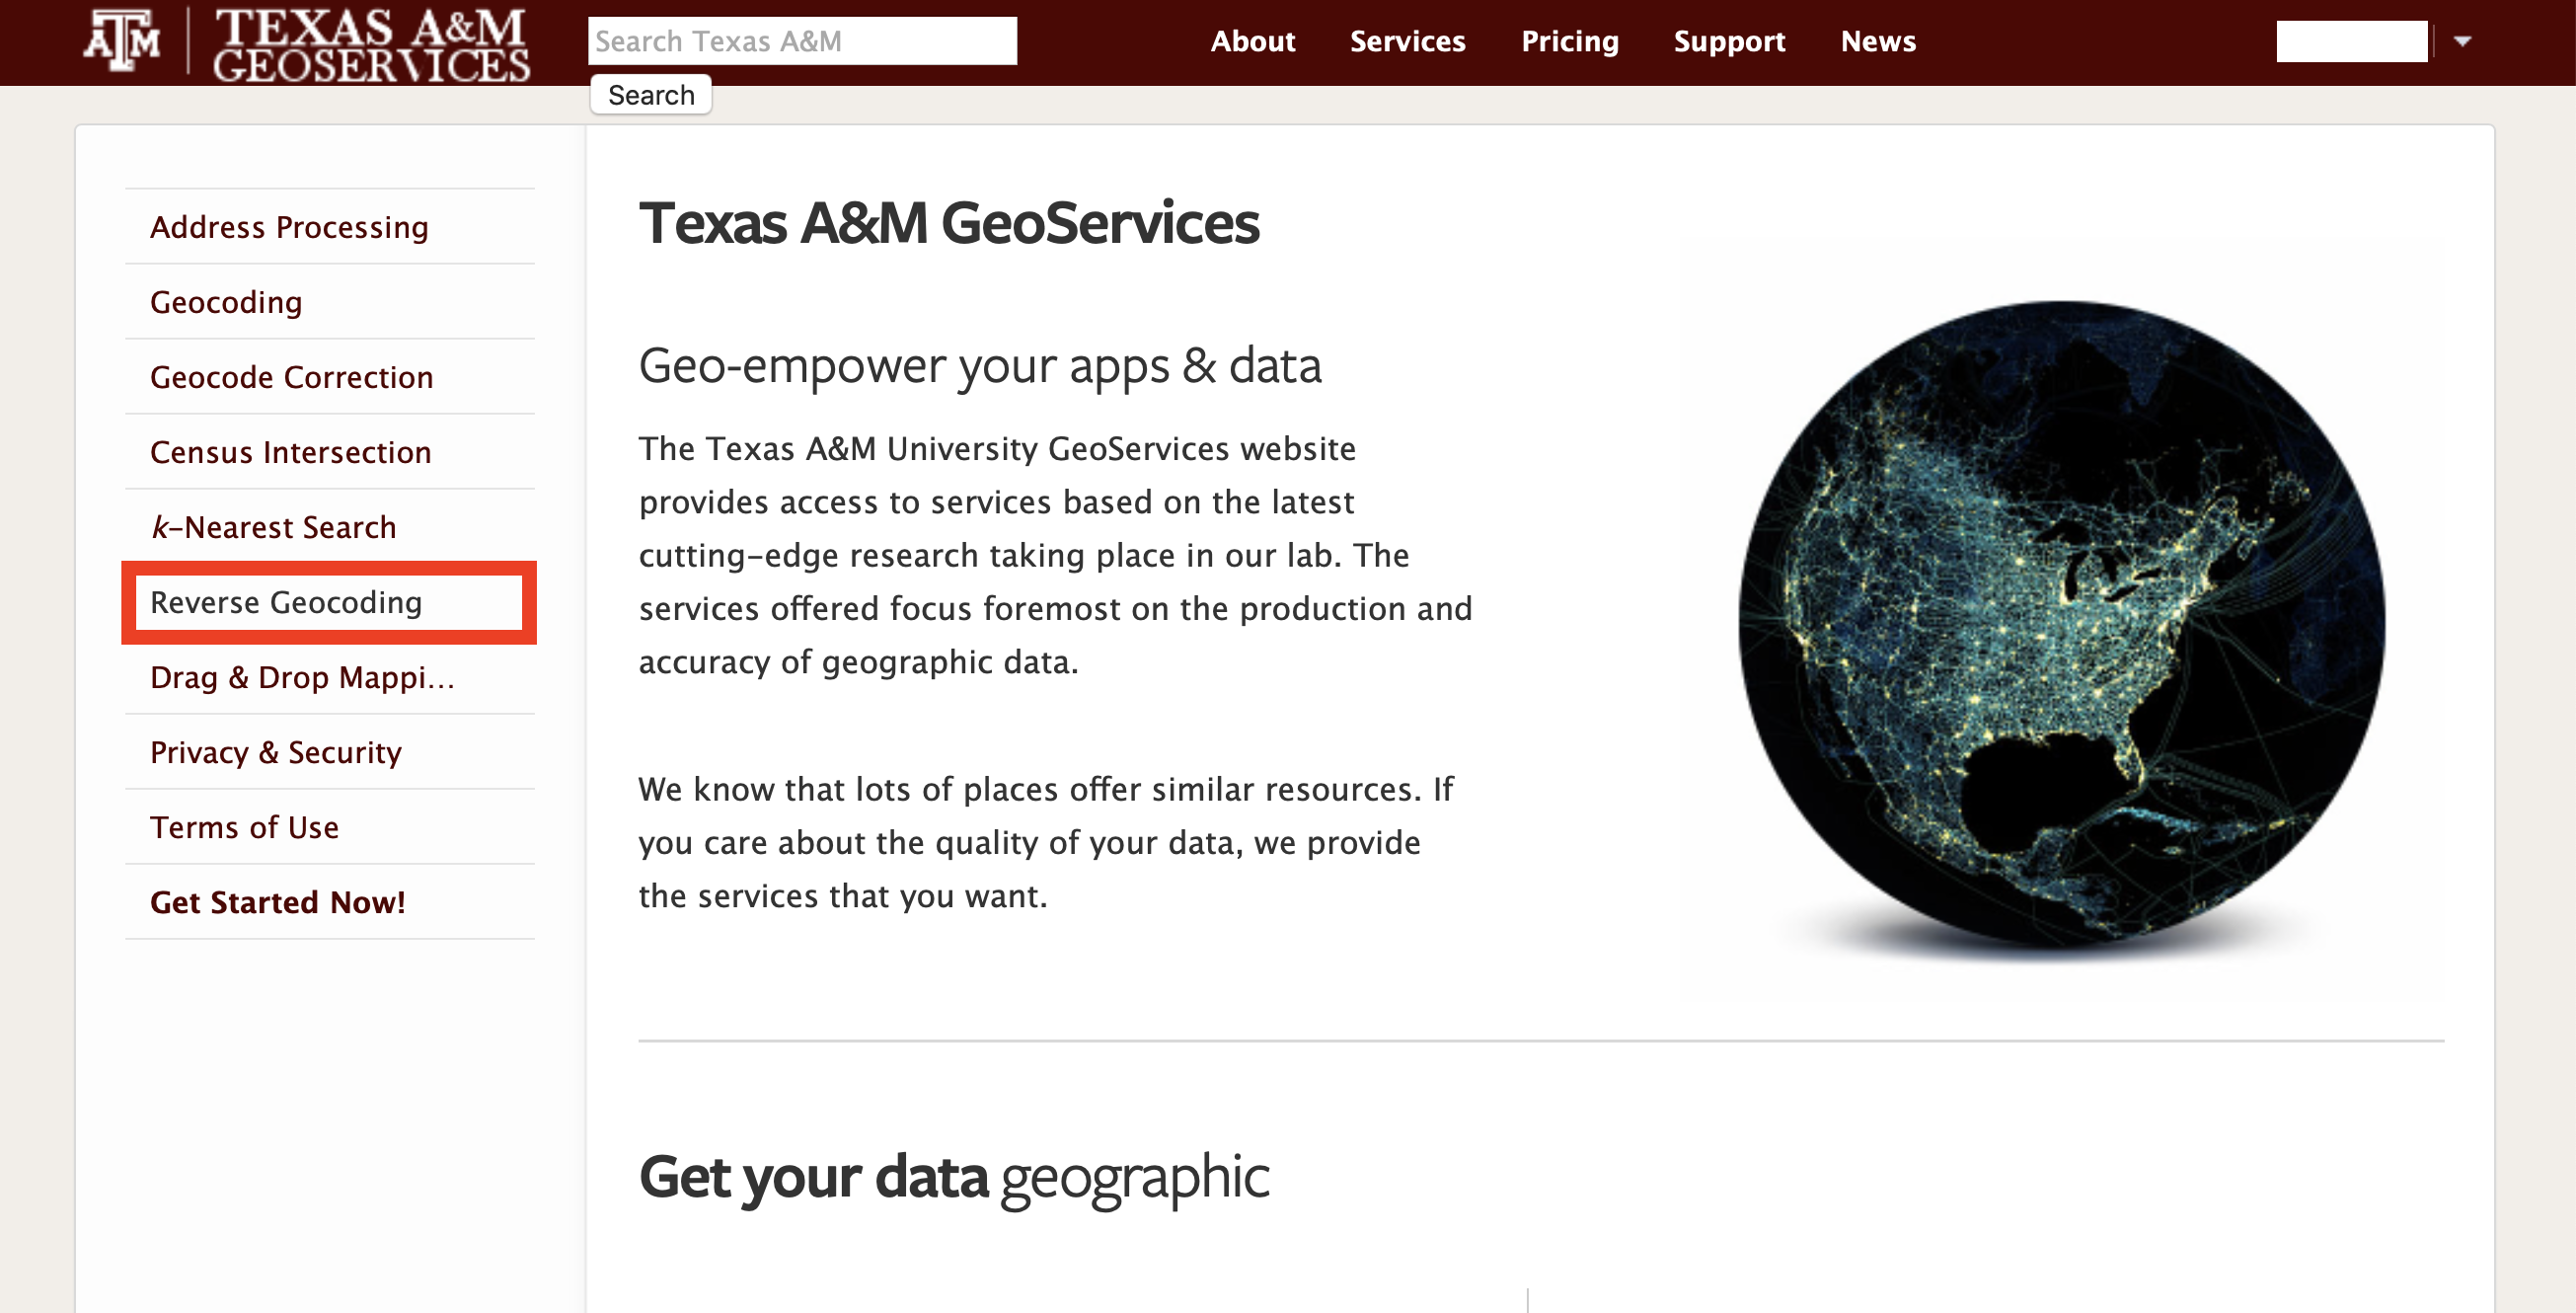 ATM
TEXAS A&M
GEOSERVICES
Search Texas A&M
Search
About
Services
Pricing
Support
News
Address Processing
Geocoding
Geocode Correction
Census Intersection
k-Nearest Search
Reverse Geocoding
Drag & Drop Mappi...
Privacy & Security
Terms of Use
Get Started Now!
Texas A&M GeoServices
Geo-empower your apps & data
The Texas A&M University GeoServices website
provides access to services based on the latest
cutting-edge research taking place in our lab. The
services offered focus foremost on the production and
accuracy of geographic data.
We know that lots of places offer similar resources. If
you care about the quality of your data, we provide
the services that you want.
Get your data geographic